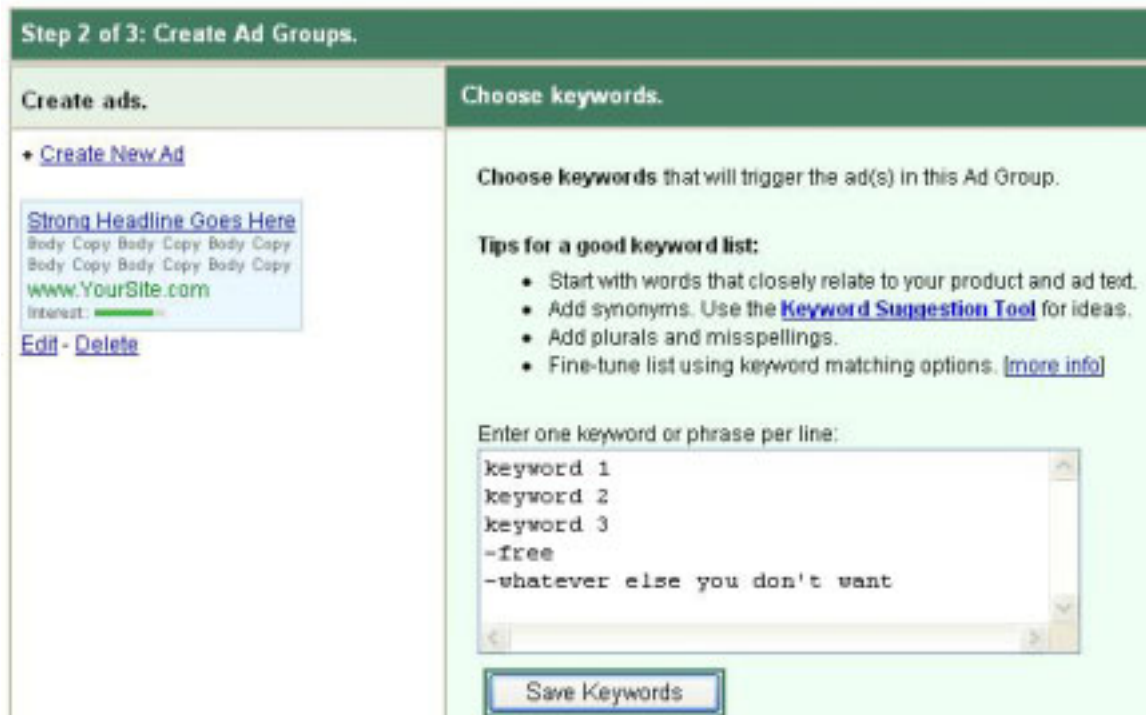 Step 2 of 3: Create Ad Groups.
Create ads.
+ Create New Ad
Strong Headline Goes Here
Body Copy Body Copy Body Copy
Body Copy Body Copy Body Copy
www.YourSite.com
Interest:
Edit - Delete
Choose keywords.
Choose keywords that will trigger the ad(s) in this Ad Group.
Tips for a good keyword list:
• Start with words that closely relate to your product and ad text.
• Add synonyms. Use the Keyword Suggestion Tool for ideas.
• Add plurals and misspellings.
• Fine-tune list using keyword matching options. [more info]
Enter one keyword or phrase per line:
keyword 1
keyword 2
keyword 3
-free
-whatever else you don't want
Save Keywords